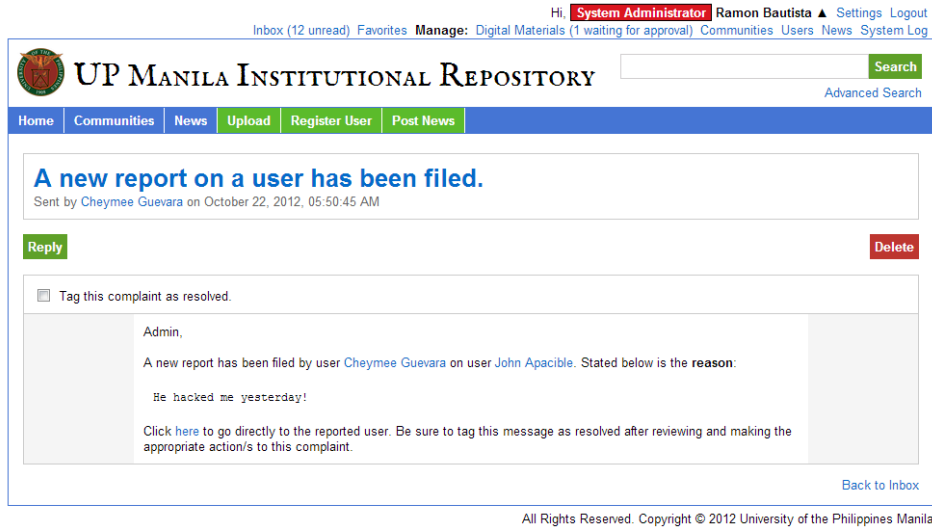 Hi, System Administrator Ramon Bautista ▲ Settings Logout
Inbox (12 unread) Favorites Manage: Digital Materials (1 waiting for approval) Communities Users News System Log
UP Manila Institutional Repository
Search
Advanced Search
Home Communities News Upload Register User Post News
A new report on a user has been filed.
Sent by Cheymee Guevara on October 22, 2012, 05:50:45 AM
Reply Delete
Tag this complaint as resolved.
Admin,
A new report has been filed by user Cheymee Guevara on user John Apacible. Stated below is the reason:
He hacked me yesterday!
Click here to go directly to the reported user. Be sure to tag this message as resolved after reviewing and making the
appropriate action/s to this complaint.
Back to Inbox
All Rights Reserved. Copyright © 2012 University of the Philippines Manila